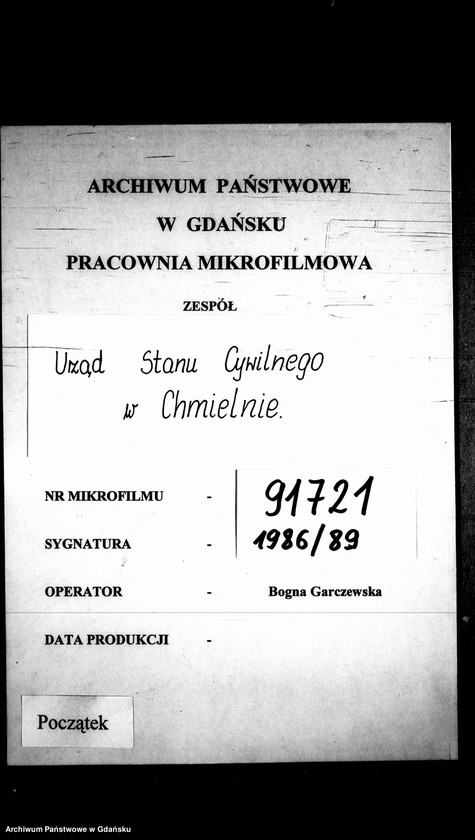 ARCHIWUM PAŃSTWOWE
W GDAŃSKU
PRACOWNIA MIKROFILMOWA
ZESPÓŁ
Urząd Stanu Cywilnego
w Chmielnie.
NR MIKROFILMU - 91721
SYGNATURA - 1986/89
OPERATOR - Bogna Garczewska
DATA PRODUKCJI -
Początek
Archiwum Państwowe w Gdańsku